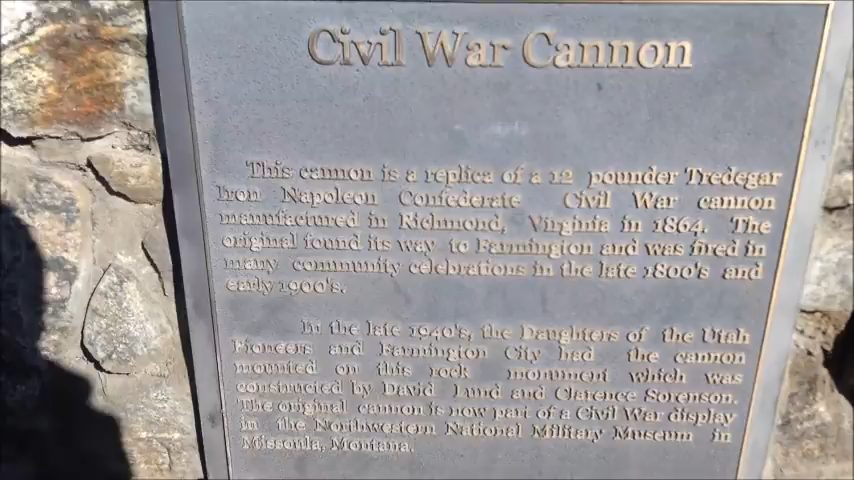 Civil War Cannon
This cannon is a replica of a 12 pounder Tredegar
Iron Napoleon Confederate Civil War cannon
manufactured in Richmond, Virginia in 1864. The
original found its way to Farmington and was fired in
many community celebrations in the late 1800's and
early 1900's.
In the late 1940's, the Daughters of the Utah
Pioneers and Farmington City had the cannon
mounted on this rock monument which was
constructed by David Lund and Clarence Sorenson.
The original cannon is now part of a Civil War display
in the Northwestern National Military Museum in
Missoula, Montana.